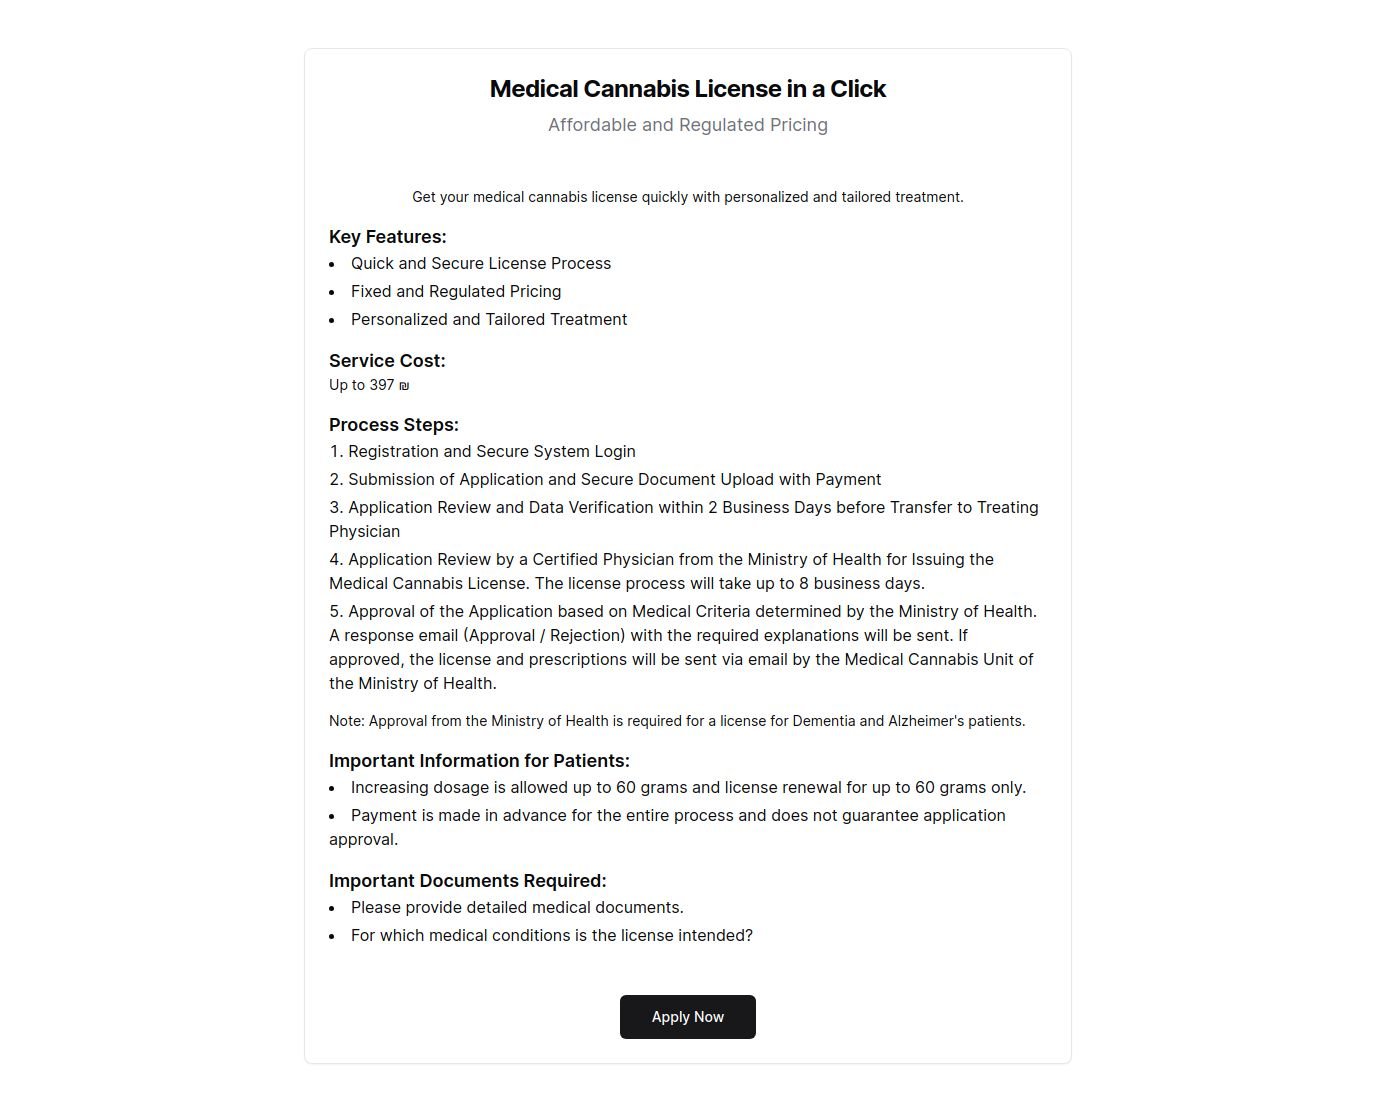 Medical Cannabis License in a Click
Affordable and Regulated Pricing
Get your medical cannabis license quickly with personalized and tailored treatment.
Key Features:
• Quick and Secure License Process
• Fixed and Regulated Pricing
• Personalized and Tailored Treatment
Service Cost:
Up to 397 ₪
Process Steps:
1. Registration and Secure System Login
2. Submission of Application and Secure Document Upload with Payment
3. Application Review and Data Verification within 2 Business Days before Transfer to Treating
Physician
4. Application Review by a Certified Physician from the Ministry of Health for Issuing the
Medical Cannabis License. The license process will take up to 8 business days.
5. Approval of the Application based on Medical Criteria determined by the Ministry of Health.
A response email (Approval / Rejection) with the required explanations will be sent. If
approved, the license and prescriptions will be sent via email by the Medical Cannabis Unit of
the Ministry of Health.
Note: Approval from the Ministry of Health is required for a license for Dementia and Alzheimer's patients.
Important Information for Patients:
• Increasing dosage is allowed up to 60 grams and license renewal for up to 60 grams only.
• Payment is made in advance for the entire process and does not guarantee application
approval.
Important Documents Required:
• Please provide detailed medical documents.
• For which medical conditions is the license intended?
Apply Now